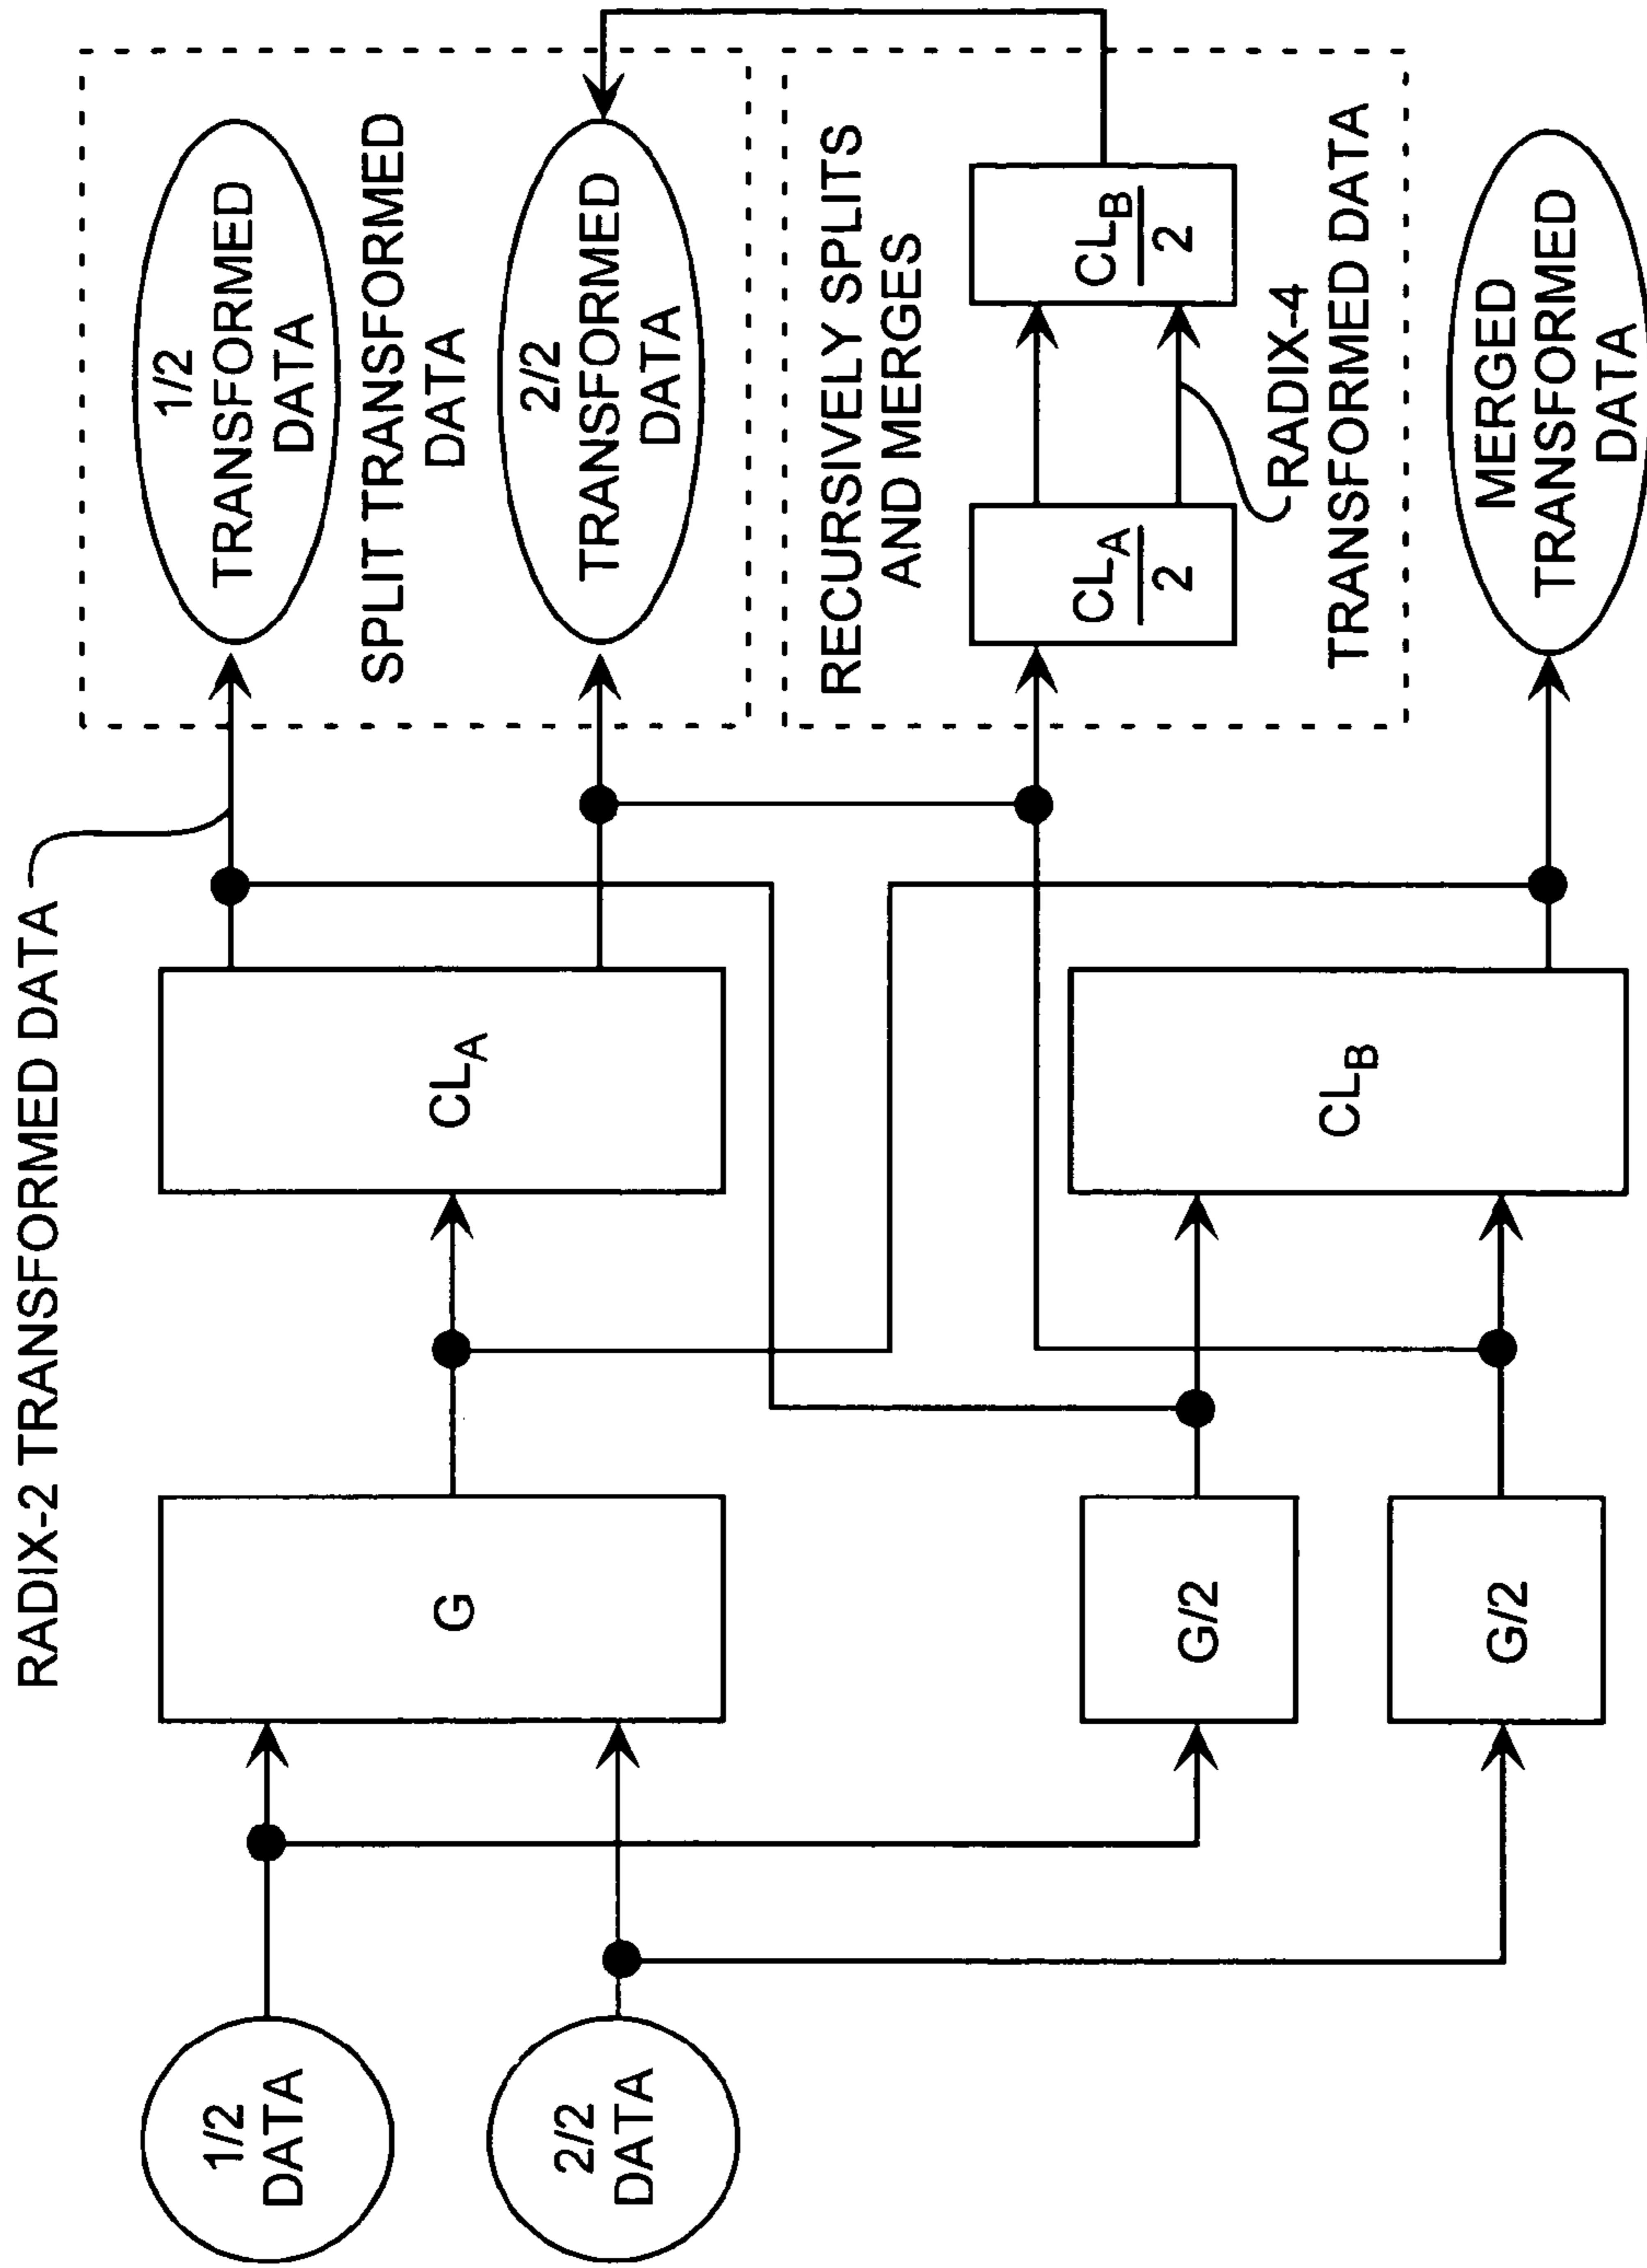 RADIX-2 TRANSFORMED DATA
1/2
DATA
2/2
DATA
G
CL_A
1/2
TRANSFORMED
DATA
SPLIT TRANSFORMED
DATA
2/2
TRANSFORMED
DATA
RECURSIVELY SPLITS
AND MERGES
CL_A
2
CL_B
2
RADIX-4
TRANSFORMED DATA
G/2
G/2
CL_B
MERGED
TRANSFORMED
DATA